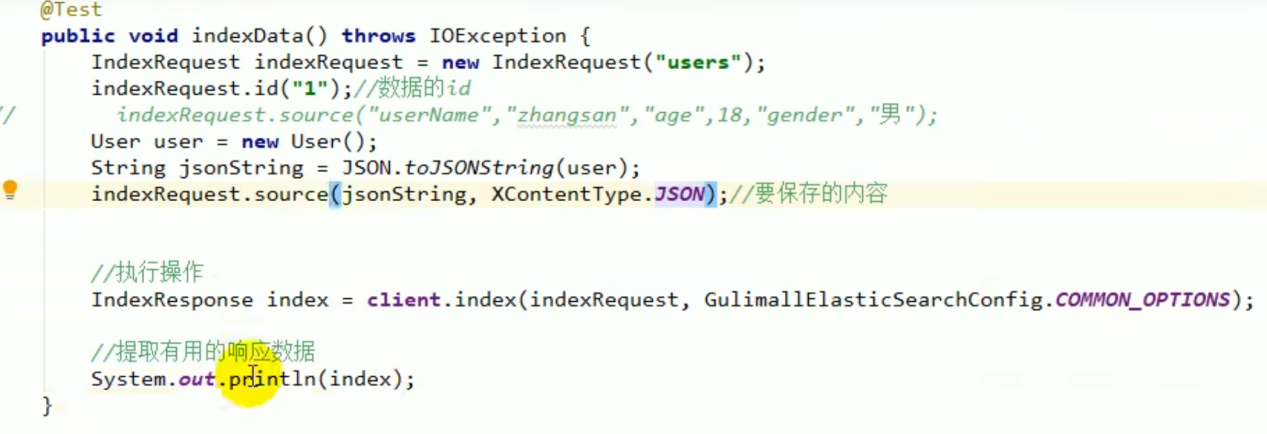 @Test
public void indexData() throws IOException {
IndexRequest indexRequest = new IndexRequest("users");
indexRequest.id("1");//数据的id
// indexRequest.source("userName","zhangsan","age",18,"gender","男");
User user = new User();
String jsonString = JSON.toJSONString(user);
indexRequest.source(jsonString, XContentType.JSON);//要保存的内容
//执行操作
IndexResponse index = client.index(indexRequest, GulimallElasticSearchConfig.COMMON_OPTIONS);
//提取有用的响应数据
System.out.println(index);
}